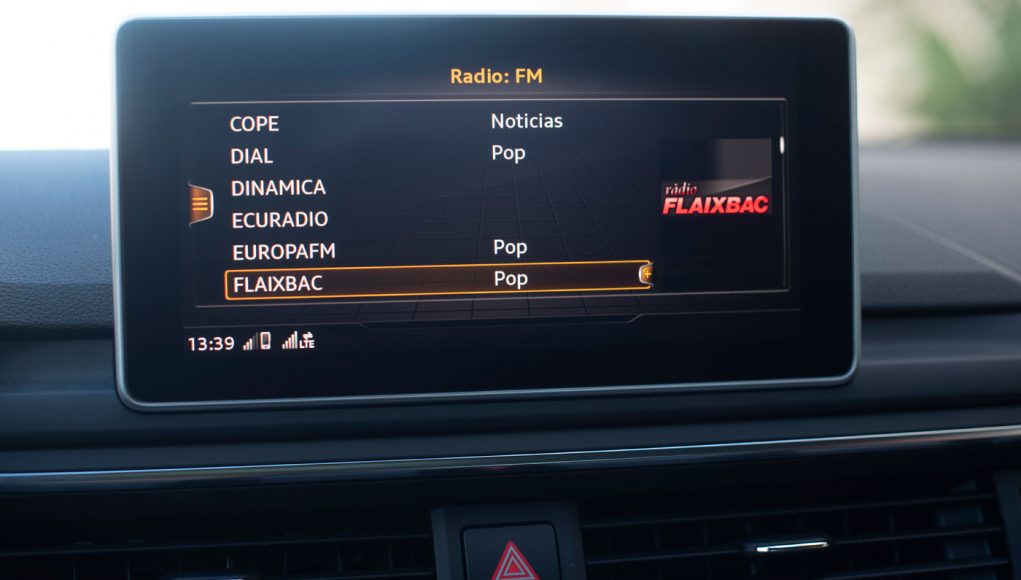 Radio: FM
COPE Noticias
DIAL Pop
DINAMICA
ECURADIO
EUROPAFM Pop
FLAIXBAC Pop
ràdio
FLAIXBAC
13:39 LTE